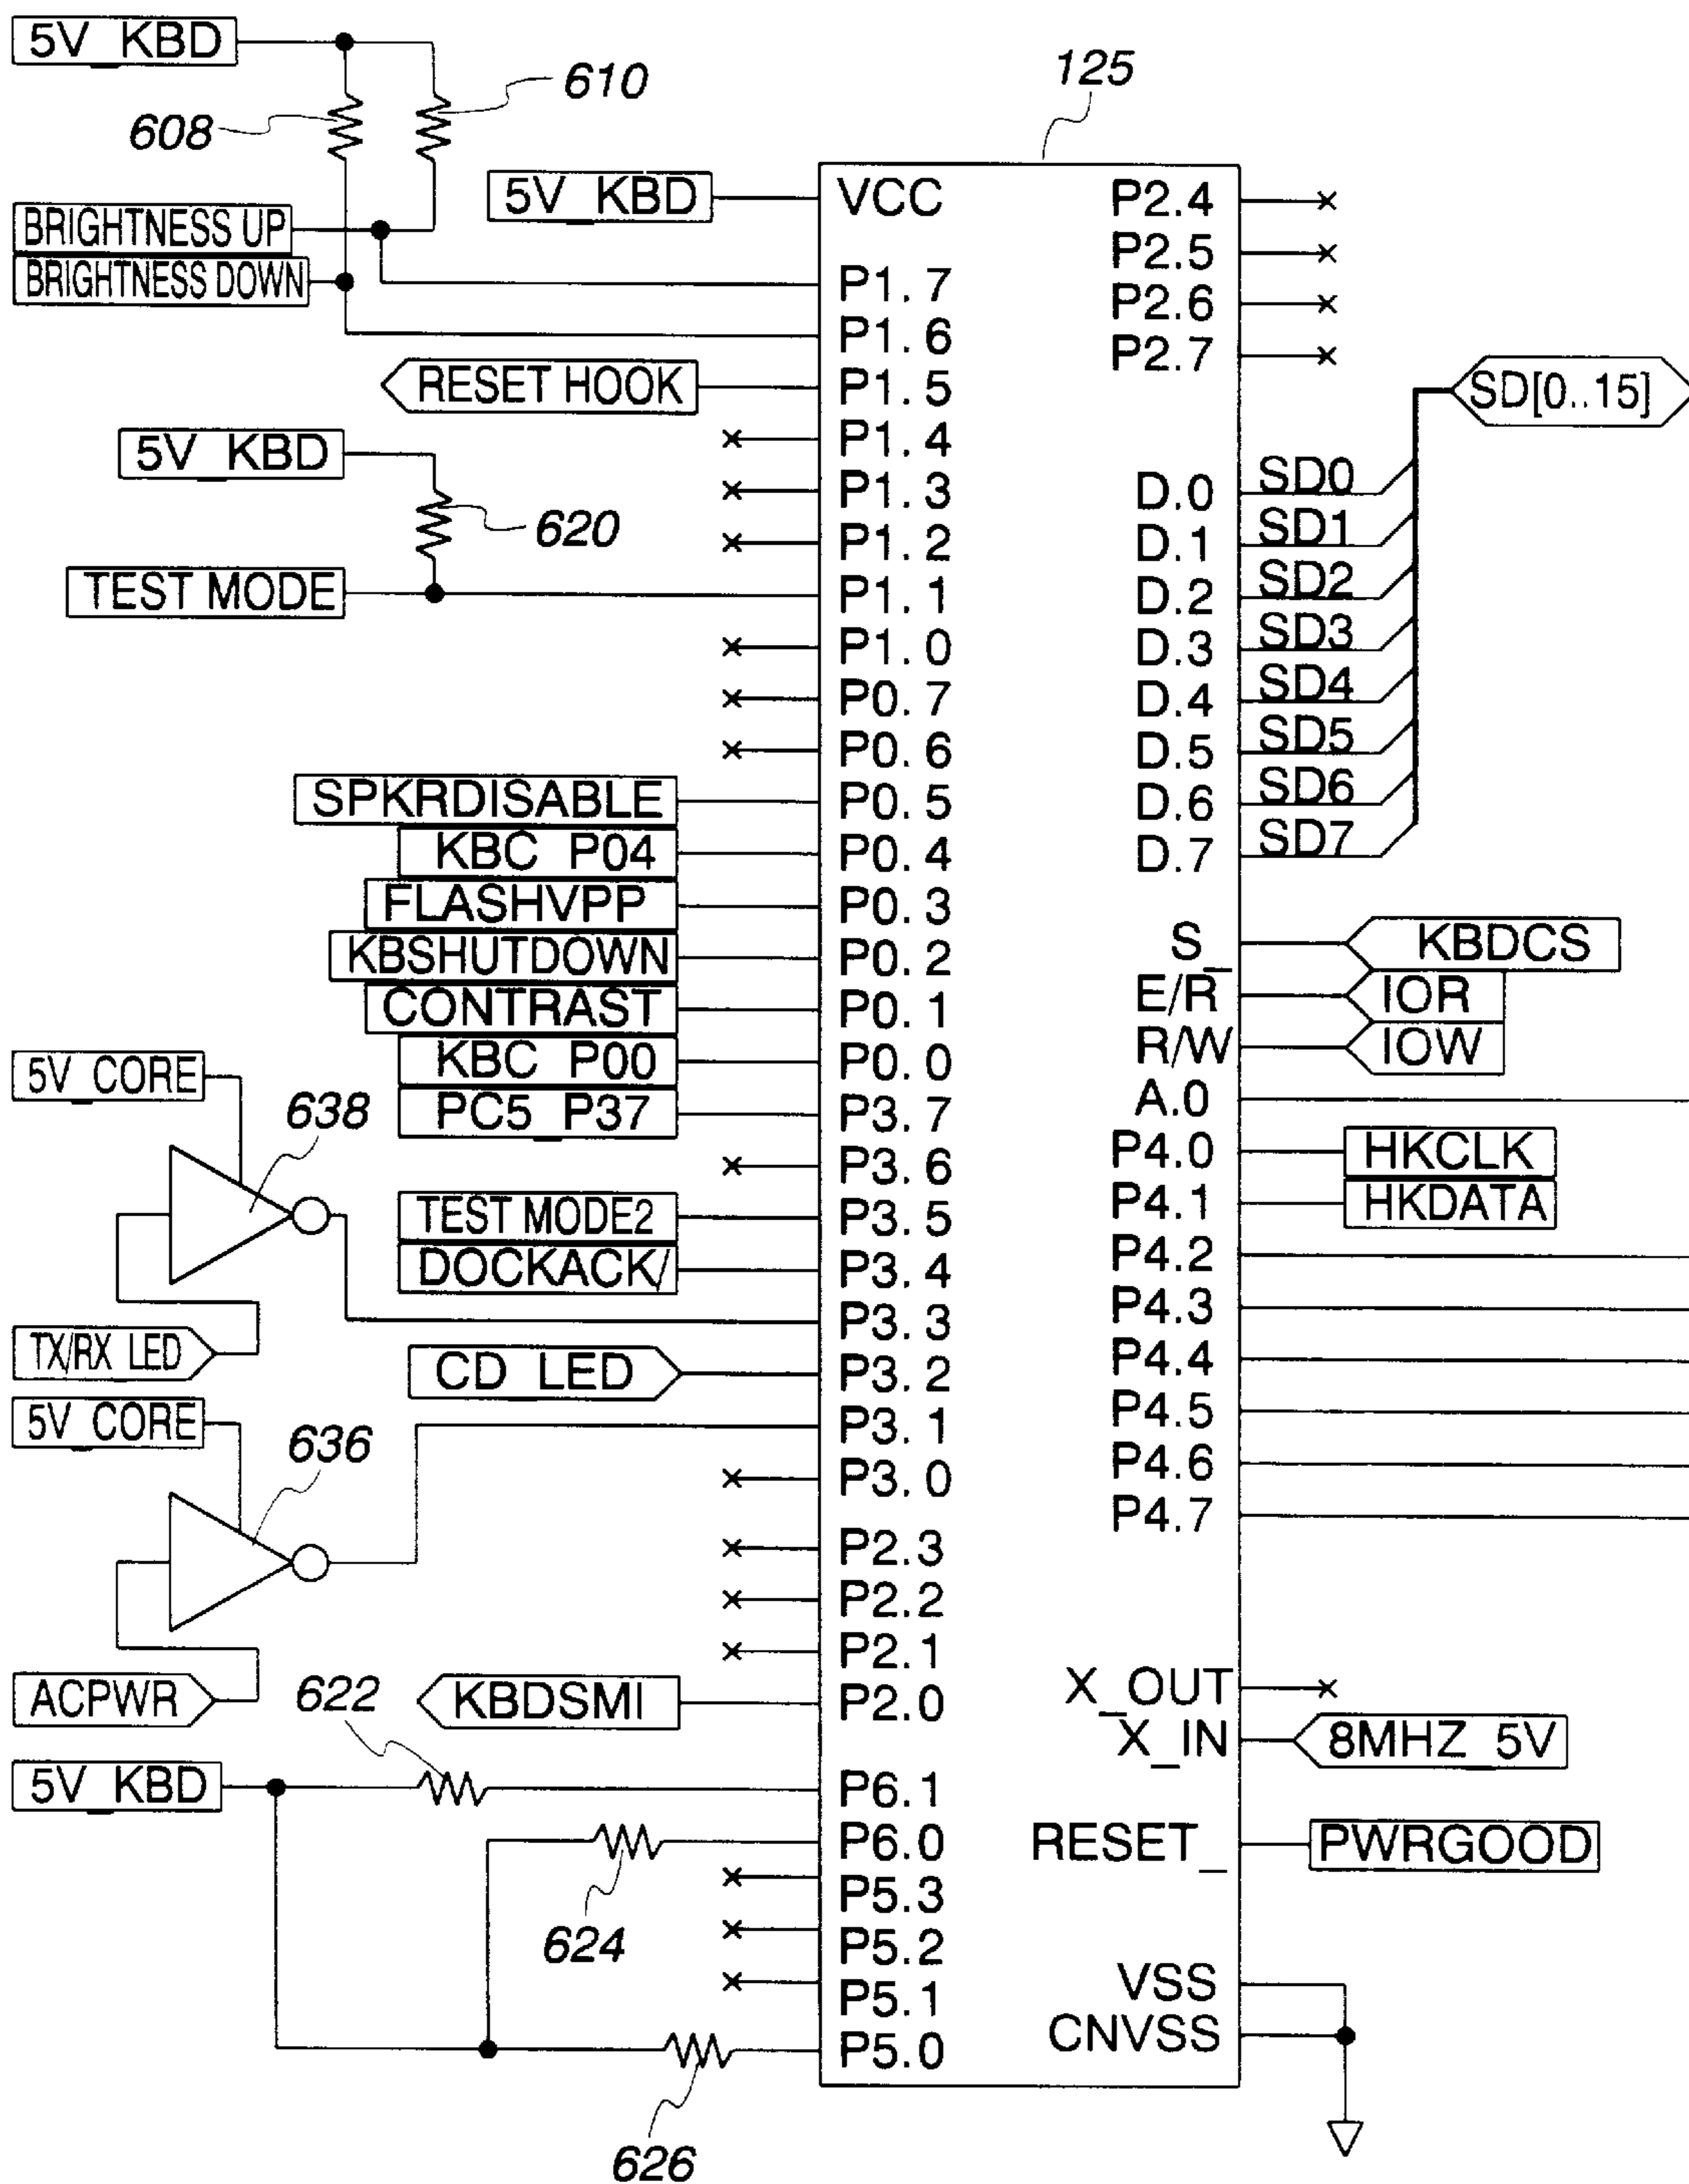 5V_KBD
610
125
608
5V_KBD
VCC
P2.4
BRIGHTNESS UP
P2.5
BRIGHTNESS DOWN
P1.7
P2.6
P1.6
P2.7
RESET HOOK
P1.5
SD[0..15]
5V_KBD
P1.4
P1.3
D.0
SD0
620
P1.2
D.1
SD1
TEST MODE
P1.1
D.2
SD2
P1.0
D.3
SD3
P0.7
D.4
SD4
P0.6
D.5
SD5
SPKRDISABLE
P0.5
D.6
SD6
KBC_P04
P0.4
D.7
SD7
FLASHVPP
P0.3
KBSHUTDOWN
P0.2
S_
KBDCS
CONTRAST
P0.1
E/R
IOR
KBC_P00
P0.0
R/W
IOW
5V_CORE
638
PC5_P37
P3.7
A.0
P3.6
P4.0
HKCLK
TEST MODE2
P3.5
P4.1
HKDATA
DOCKACK/
P3.4
P4.2
P3.3
P4.3
TX/RX LED
CD_LED
P3.2
P4.4
5V_CORE
636
P3.1
P4.5
P3.0
P4.6
P4.7
P2.3
P2.2
P2.1
ACPWR
622
KBDSMI
P2.0
X_OUT
X_IN
8MHZ_5V
5V_KBD
P6.1
P6.0
RESET_
PWRGOOD
P5.3
624
P5.2
P5.1
VSS
P5.0
CNVSS
626